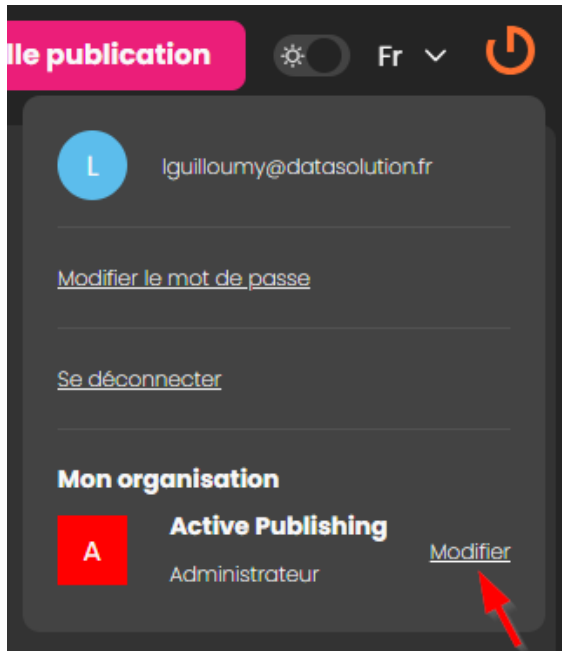 lle publication
Fr
L
lguilloumy@datasolution.fr
Modifier le mot de passe
Se déconnecter
Mon organisation
A
Active Publishing
Administrateur
Modifier